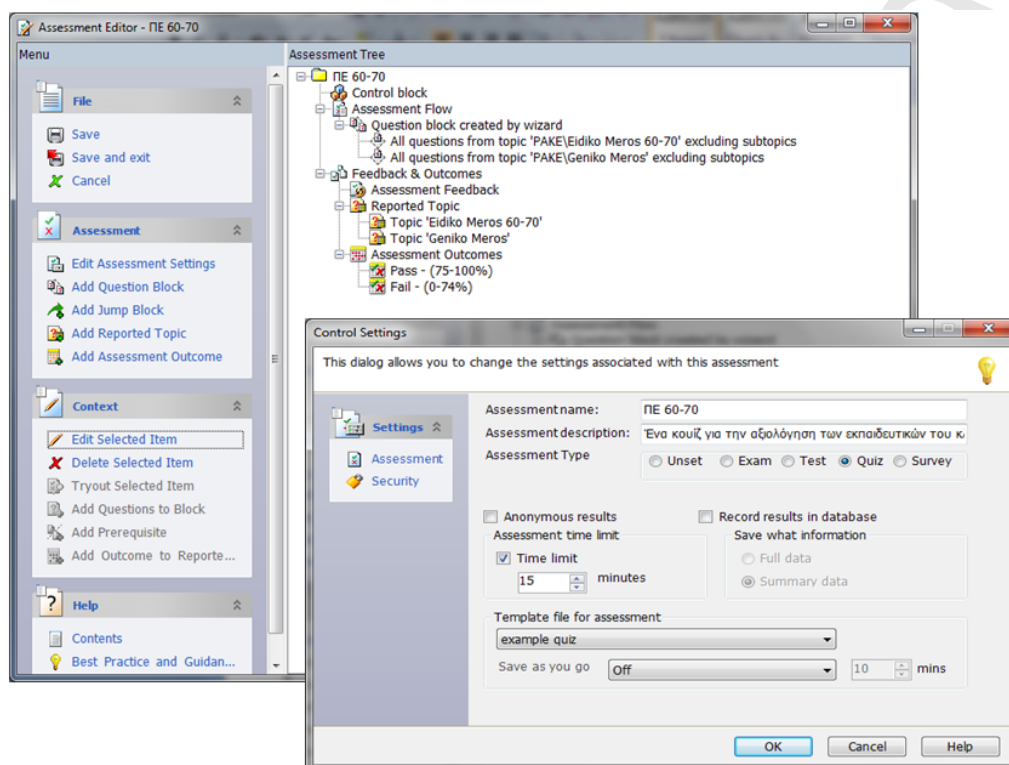 Assessment Editor - ΠΕ 60-70
Menu
File
Save
Save and exit
Cancel
Assessment
Edit Assessment Settings
Add Question Block
Add Jump Block
Add Reported Topic
Add Assessment Outcome
Context
Edit Selected Item
Delete Selected Item
Tryout Selected Item
Add Questions to Block
Add Prerequisite
Add Outcome to Reporte...
Help
Contents
Best Practice and Guidan...
Assessment Tree
ΠΕ 60-70
Control block
Assessment Flow
Question block created by wizard
All questions from topic 'PAKE\Eidiko Meros 60-70' excluding subtopics
All questions from topic 'PAKE\Geniko Meros' excluding subtopics
Feedback & Outcomes
Assessment Feedback
Reported Topic
Topic 'Eidiko Meros 60-70'
Topic 'Geniko Meros'
Assessment Outcomes
Pass - (75-100%)
Fail - (0-74%)
Control Settings
This dialog allows you to change the settings associated with this assessment
Settings
Assessment
Security
Assessment name: ΠΕ 60-70
Assessment description: Ένα κουίζ για την αξιολόγηση των εκπαιδευτικών του κ
Assessment Type Unset Exam Test Quiz Survey
Anonymous results Record results in database
Assessment time limit Save what information
Time limit Full data
15 minutes Summary data
Template file for assessment
example quiz
Save as you go Off 10 mins
OK Cancel Help